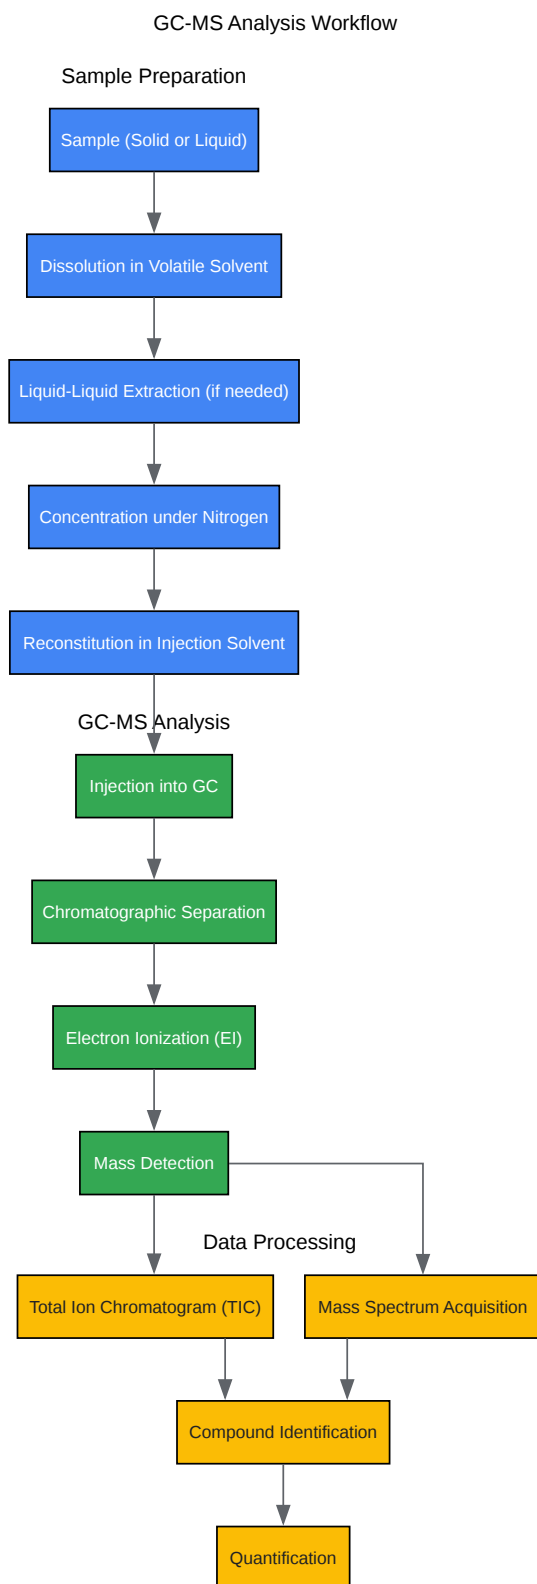 GC-MS Analysis Workflow
Sample Preparation
Sample (Solid or Liquid)
Dissolution in Volatile Solvent
Liquid-Liquid Extraction (if needed)
Concentration under Nitrogen
Reconstitution in Injection Solvent
GC-MS Analysis
Injection into GC
Chromatographic Separation
Electron Ionization (EI)
Mass Detection
Data Processing
Total Ion Chromatogram (TIC)
Mass Spectrum Acquisition
Compound Identification
Quantification